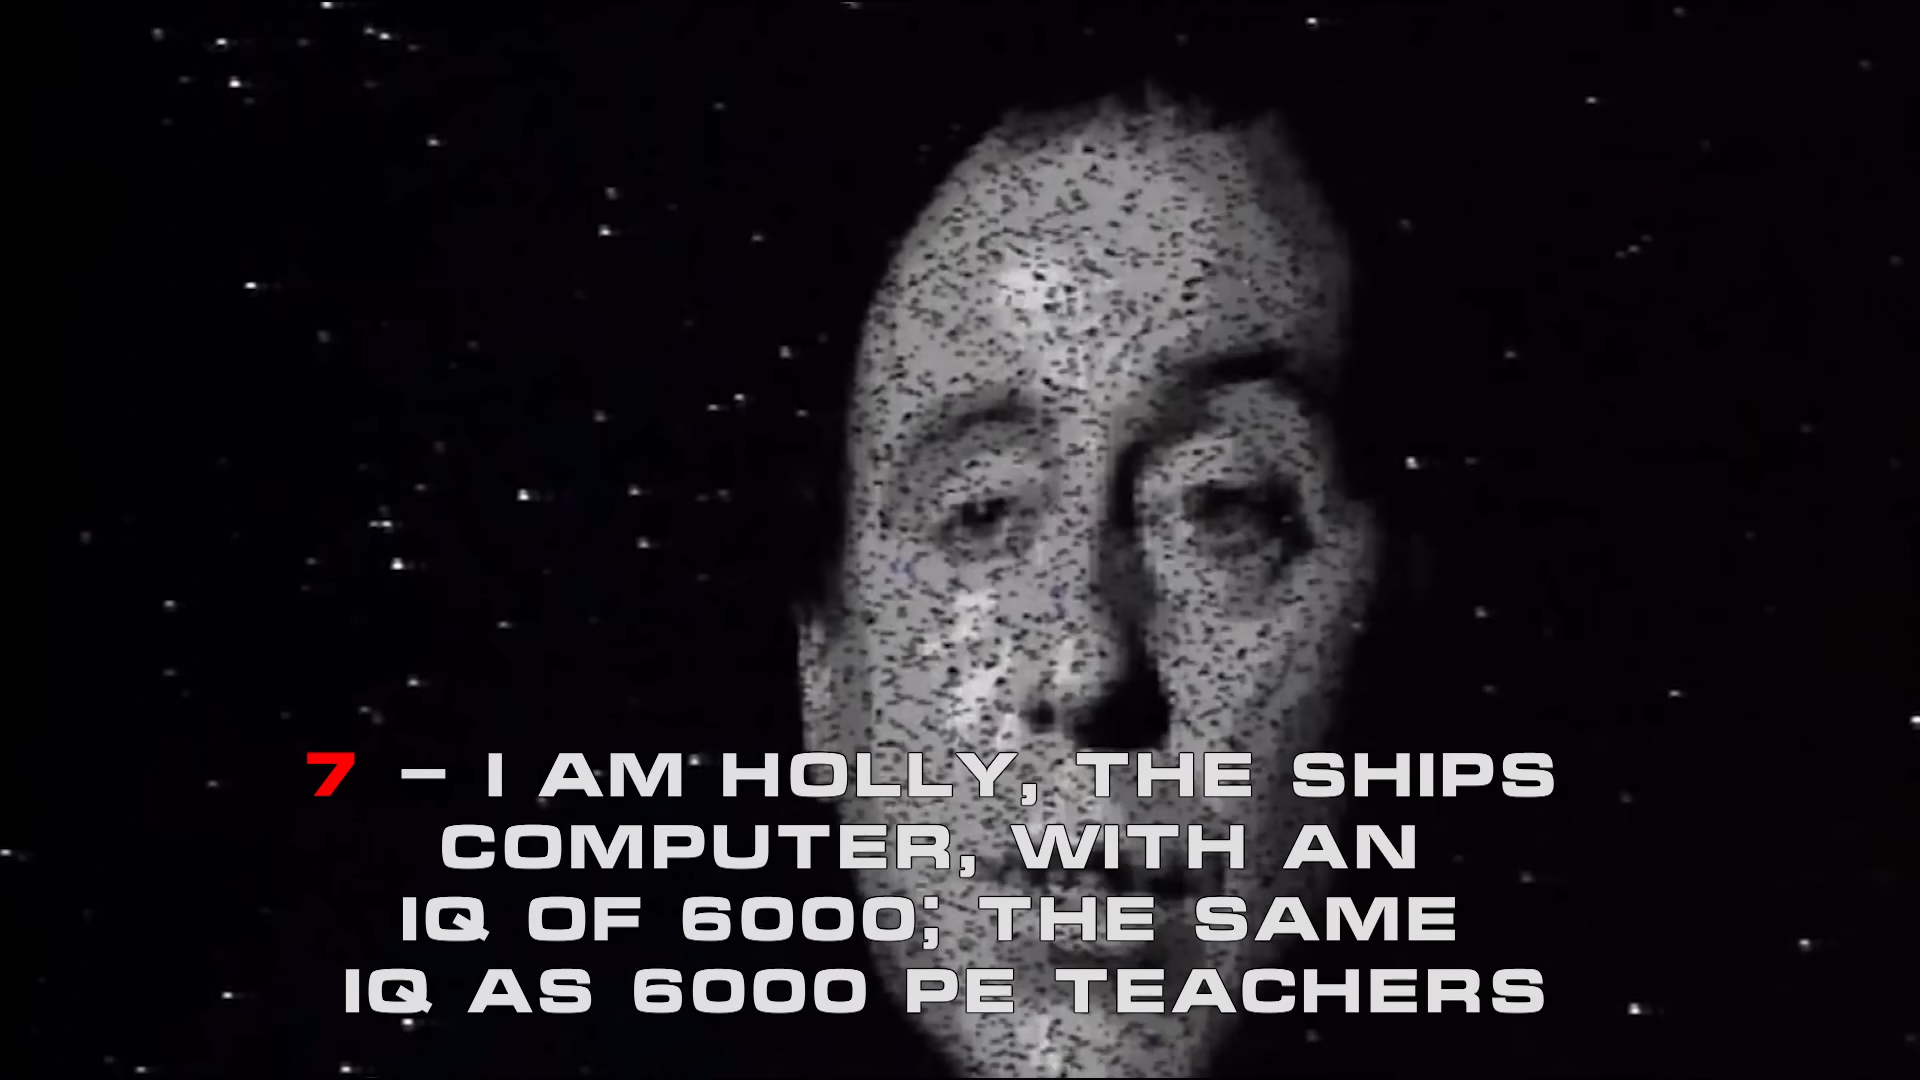 7 – I AM HOLLY, THE SHIPS
COMPUTER, WITH AN
IQ OF 6000; THE SAME
IQ AS 6000 PE TEACHERS